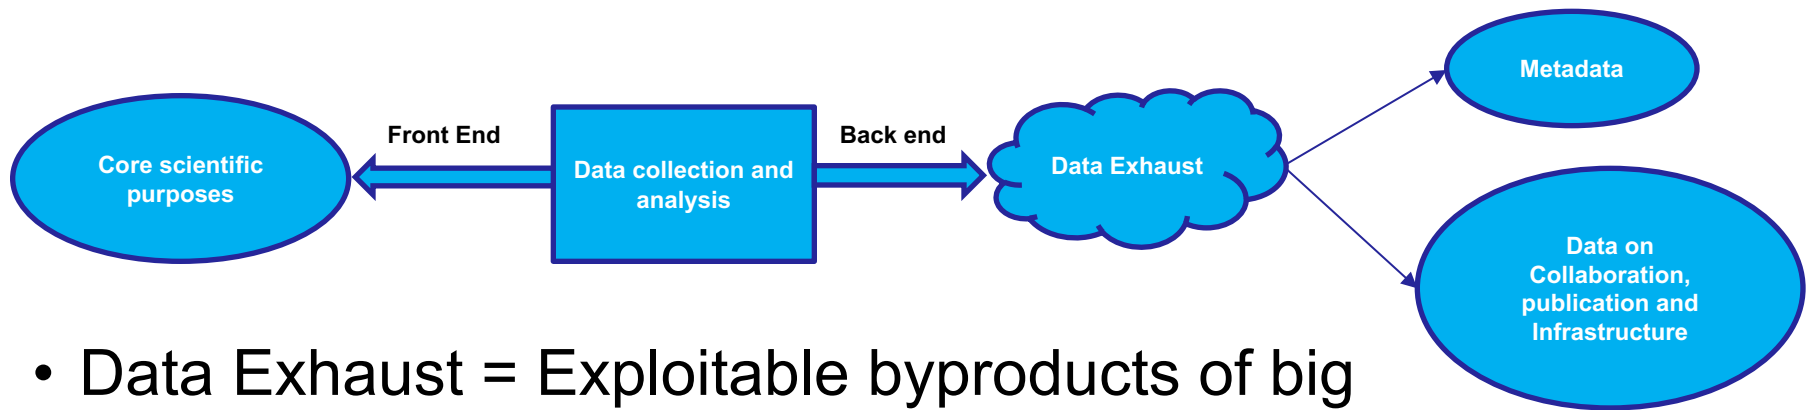 Core scientific
purposes
Front End
Data collection and
analysis
Back end
Data Exhaust
Metadata
Data on
Collaboration,
publication and
Infrastructure
• Data Exhaust = Exploitable byproducts of big